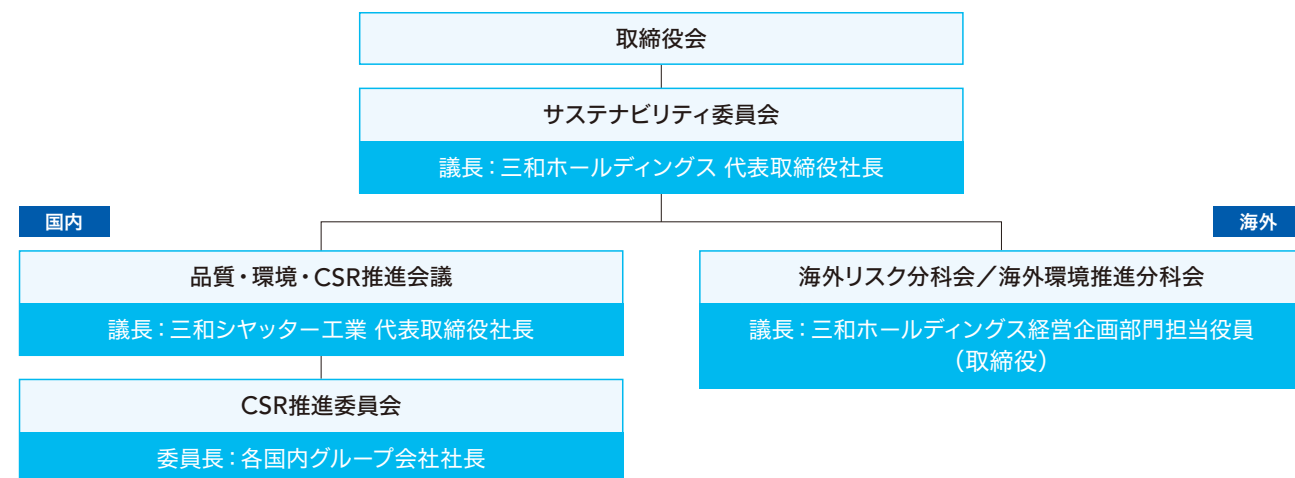 取締役会
サステナビリティ委員会
議長：三和ホールディングス 代表取締役社長
国内
海外
品質・環境・CSR推進会議
議長：三和シヤッター工業 代表取締役社長
CSR推進委員会
委員長：各国内グループ会社社長
海外リスク分科会／海外環境推進分科会
議長：三和ホールディングス経営企画部門担当役員
（取締役）